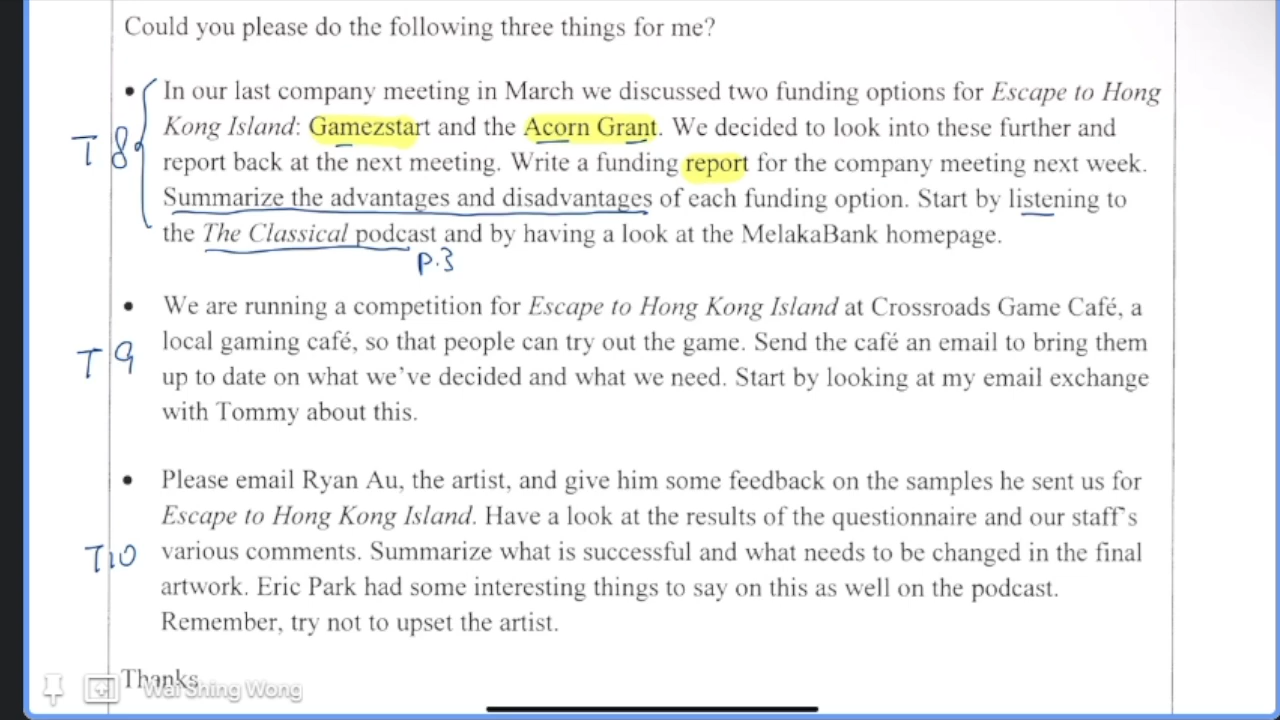 Could you please do the following three things for me?
• In our last company meeting in March we discussed two funding options for Escape to Hong
T8 Kong Island: Gamezstart and the Acorn Grant. We decided to look into these further and
report back at the next meeting. Write a funding report for the company meeting next week.
Summarize the advantages and disadvantages of each funding option. Start by listening to
the The Classical podcast and by having a look at the MelakaBank homepage.
p.3
• We are running a competition for Escape to Hong Kong Island at Crossroads Game Café, a
T9 local gaming café, so that people can try out the game. Send the café an email to bring them
up to date on what we've decided and what we need. Start by looking at my email exchange
with Tommy about this.
• Please email Ryan Au, the artist, and give him some feedback on the samples he sent us for
Escape to Hong Kong Island. Have a look at the results of the questionnaire and our staff's
T10 various comments. Summarize what is successful and what needs to be changed in the final
artwork. Eric Park had some interesting things to say on this as well on the podcast.
Remember, try not to upset the artist.
Thanks
Wai Shing Wong